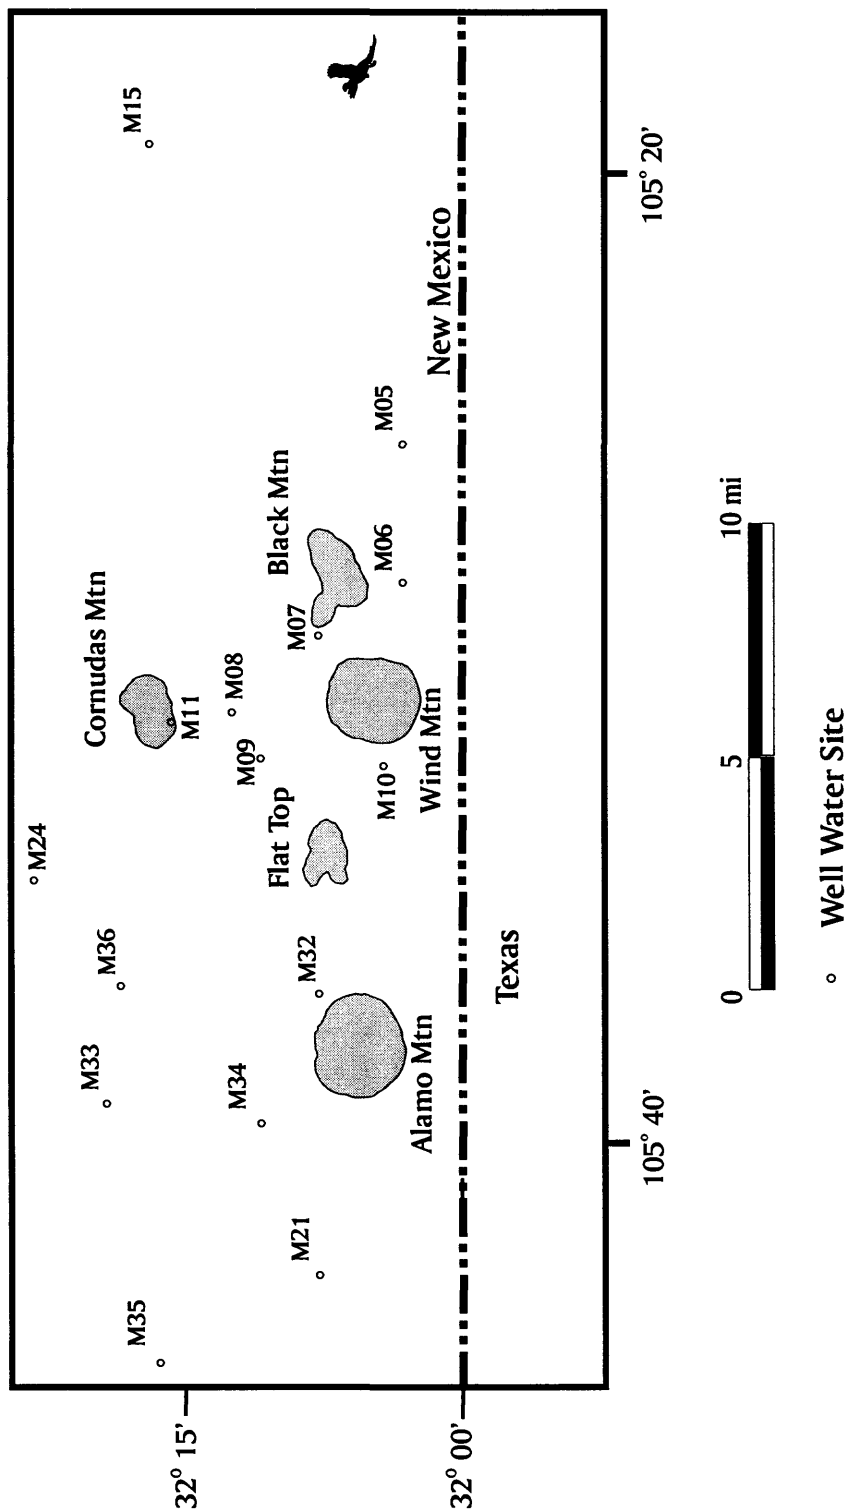 M15
M24
Cornudas Mtn
M36
M33
M11
M35
M08
M09
M34
Black Mtn
M07
M05
M06
Flat Top
M32
M10
M21
Wind Mtn
Alamo Mtn
New Mexico
Texas
32° 15'
32° 00'
105° 40'
105° 20'
0 5 10 mi
Well Water Site